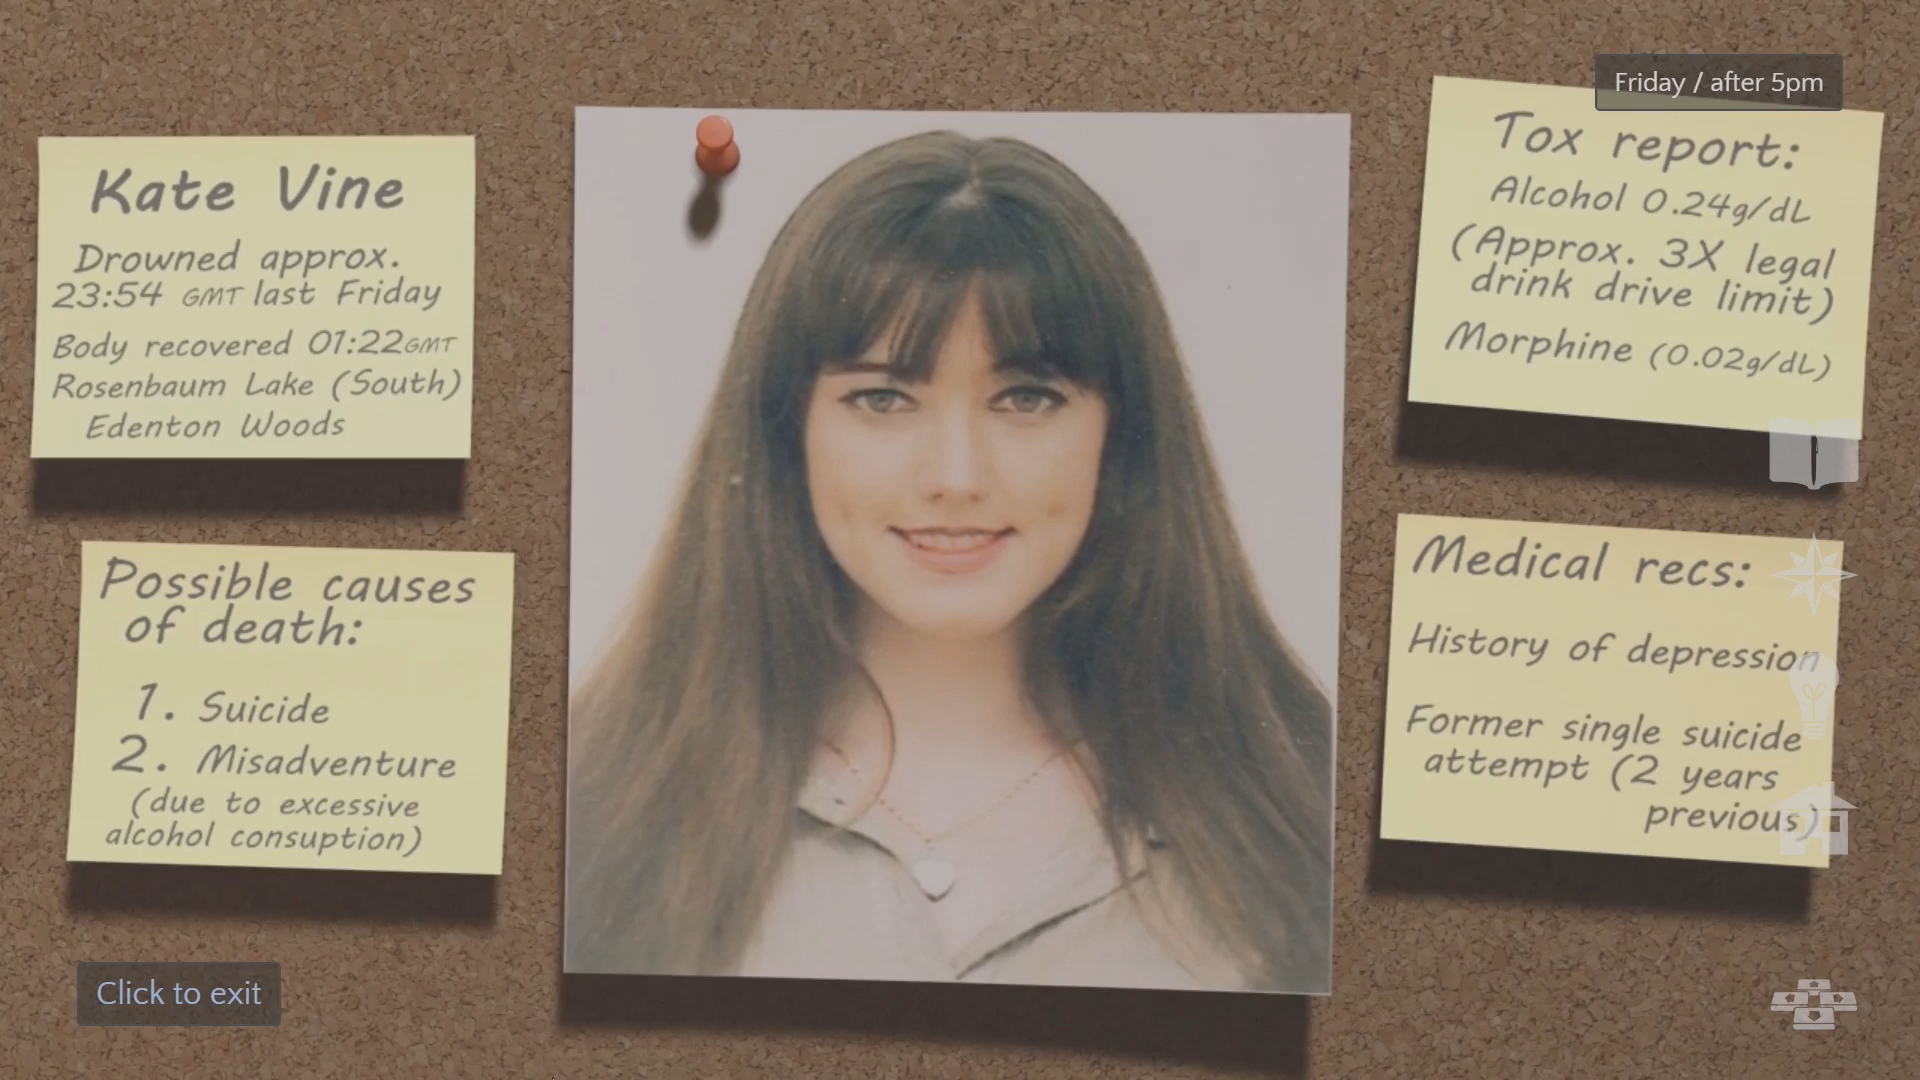 Kate Vine
Drowned approx.
23:54 GMT last Friday
Body recovered 01:22GMT
Rosenbaum Lake (South)
Edenton Woods
Possible causes
of death:
1. Suicide
2. Misadventure
(due to excessive
alcohol consuption)
Click to exit
Friday / after 5pm
Tox report:
Alcohol 0.24g/dL
(Approx. 3X legal
drink drive limit)
Morphine (0.02g/dL)
Medical recs:
History of depression
Former single suicide
attempt (2 years
previous)